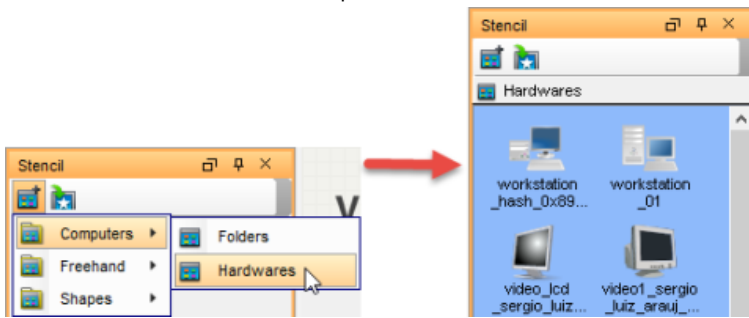 Stencil
Computers
Freehand
Shapes
Folders
Hardwares
V
Stencil
Hardwares
workstation
_hash_0x89...
workstation
_01
video_lcd
_sergio_luiz...
video1_sergio
_luiz_arauj_...